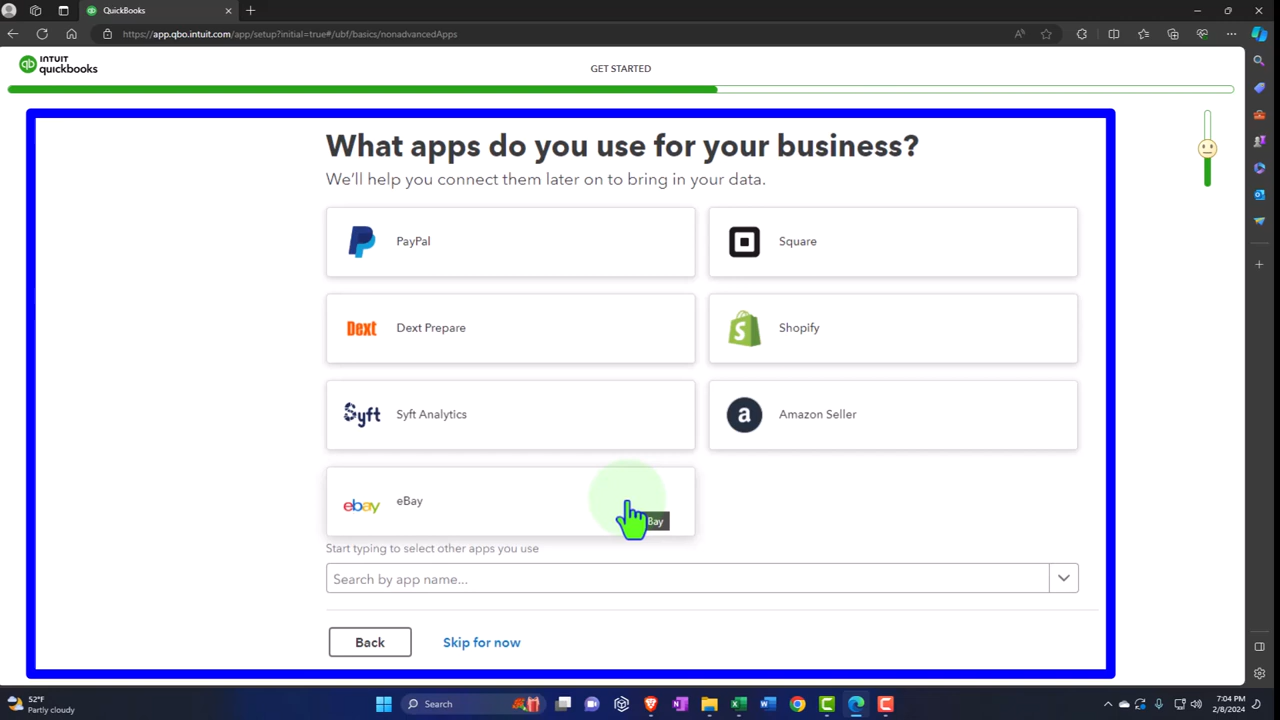 QuickBooks
https://app.qbo.intuit.com/app/setup?initial=true#/ubf/basics/nonadvancedApps
qb INTUIT
quickbooks
GET STARTED
What apps do you use for your business?
We'll help you connect them later on to bring in your data.
PayPal
Square
Dext Dext Prepare
Shopify
Syft Syft Analytics
a Amazon Seller
ebay eBay
Bay
Start typing to select other apps you use
Search by app name...
Back
Skip for now
52°F
Partly cloudy
Search
7:04 PM
2/8/2024